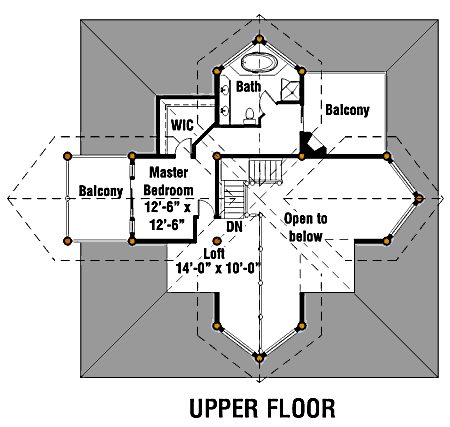 Bath
Balcony
WIC
Master
Bedroom
12'-6" x
12'-6"
Balcony
Open to
below
DN
Loft
14'-0" x 10'-0"
UPPER FLOOR